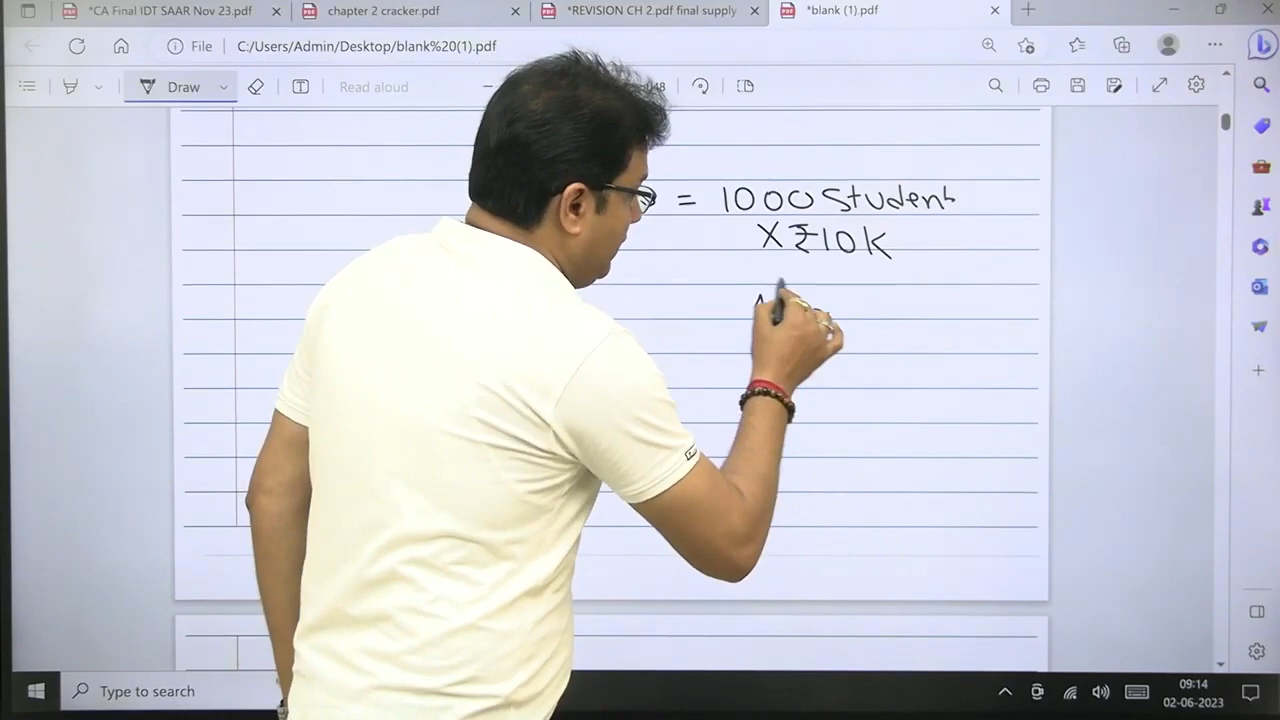 *CA Final IDT SAAR Nov 23.pdf
chapter 2 cracker.pdf
*REVISION CH 2.pdf final supply
*blank (1).pdf
File
C:/Users/Admin/Desktop/blank%20(1).pdf
Draw
Read aloud
= 1000 Student
X ₹10K
Type to search
09:14
02-06-2023